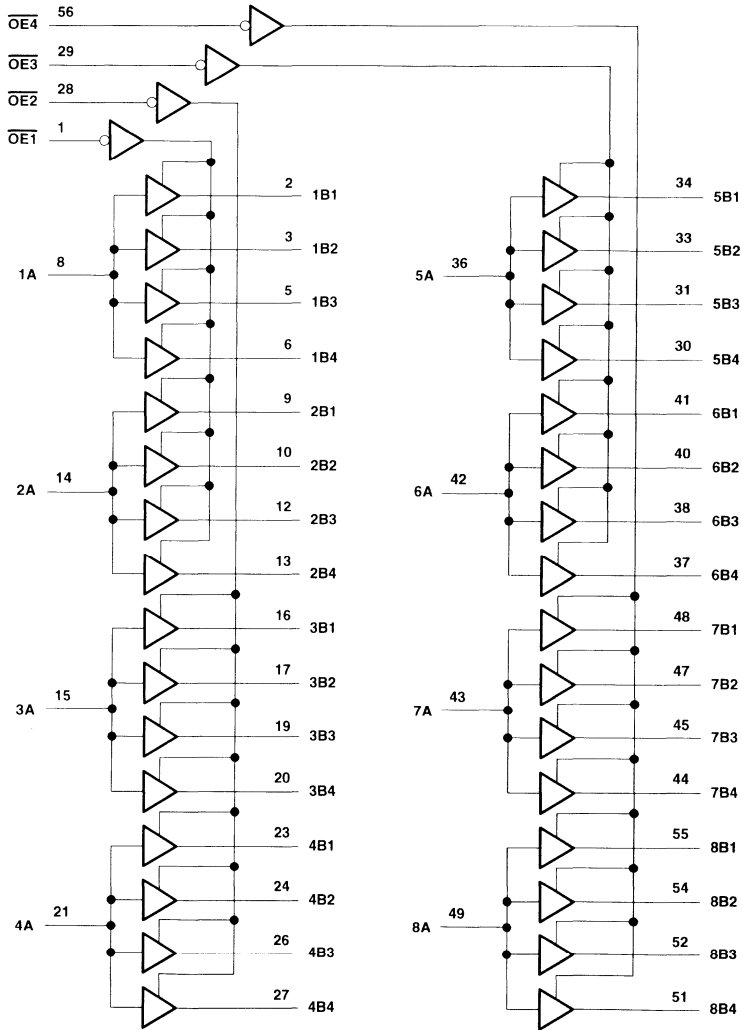 OE4 56
OE3 29
OE2 28
OE1 1
2 1B1
3 1B2
1A 8
5 1B3
6 1B4
9 2B1
10 2B2
2A 14
12 2B3
13 2B4
16 3B1
17 3B2
3A 15
19 3B3
20 3B4
23 4B1
24 4B2
4A 21
26 4B3
27 4B4
34 5B1
33 5B2
5A 36
31 5B3
30 5B4
41 6B1
40 6B2
6A 42
38 6B3
37 6B4
48 7B1
47 7B2
7A 43
45 7B3
44 7B4
55 8B1
54 8B2
8A 49
52 8B3
51 8B4